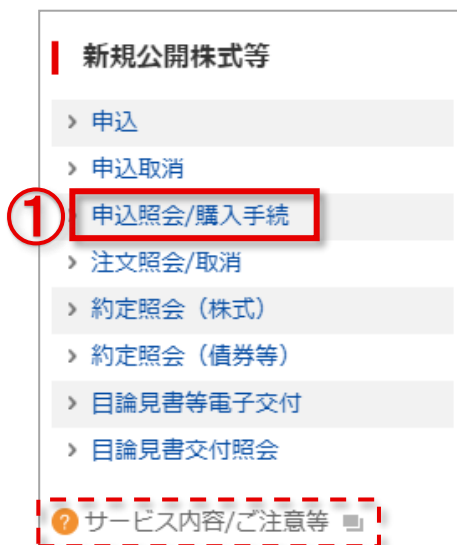 新規公開株式等
申込
申込取消
① 申込照会/購入手続
注文照会/取消
約定照会（株式）
約定照会（債券等）
目論見書等電子交付
目論見書交付照会
? サービス内容/ご注意等